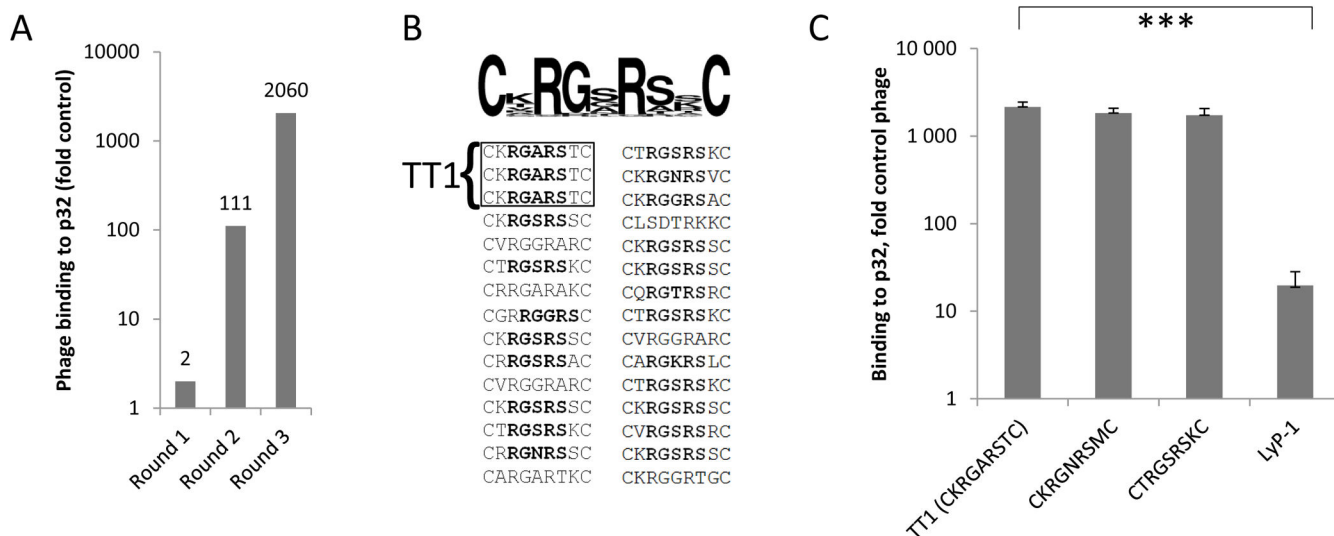 A
Phage binding to p32 (fold control)
10000
1000
100
10
1
2
111
2060
Round 1
Round 2
Round 3
B
TT1
CKRGARSTC
CKRGARSTC
CKRGARSTC
CKRGSRSSC
CVRGGRARC
CTRGSRSKC
CRRGARAKC
CGRRGGRSC
CKRGSRSSC
CRRGSRSAC
CVRGGRARC
CKRGSRSSC
CTRGSRSKC
CRRGNRSSC
CARGARTKC
CTRGSRSKC
CKRGNRSVC
CKRGGRSAC
CLSDTRKKC
CKRGSRSSC
CKRGSRSSC
CQRGTRSRC
CTRGSRSKC
CVRGGRARC
CARGKRSLC
CTRGSRSKC
CKRGSRSSC
CVRGSRSRC
CKRGSRSSC
CKRGGRTGC
C
***
Binding to p32, fold control phage
10 000
1 000
100
10
1
TT1 (CKRGARSTC)
CKRGNRSMC
CTRGSRSKC
LyP-1